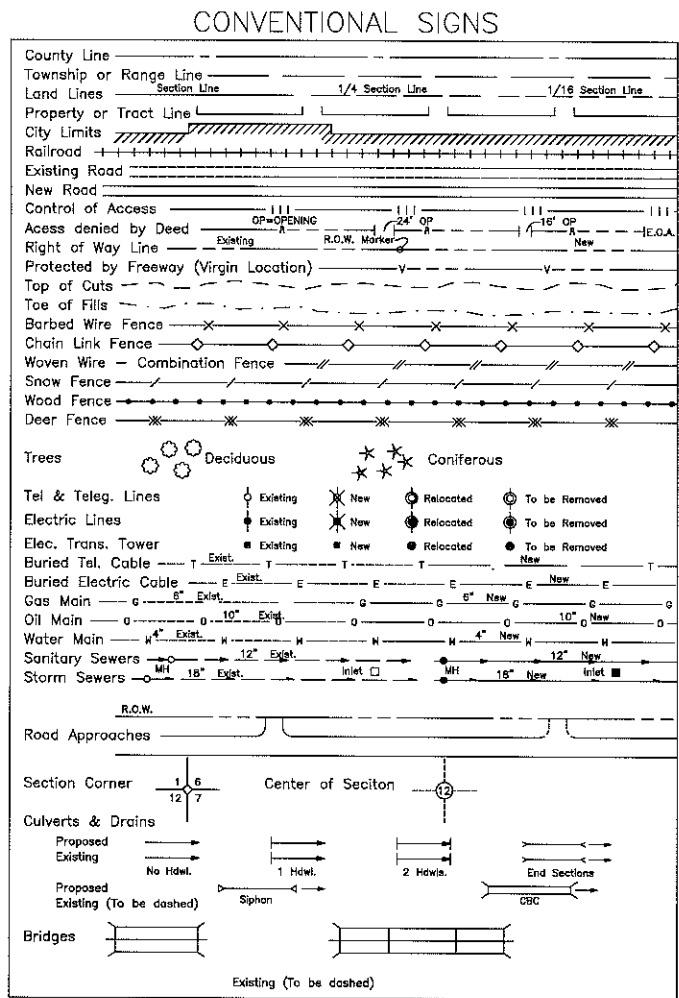 CONVENTIONAL SIGNS
County Line
Township or Range Line
Land Lines Section Line 1/4 Section Line 1/16 Section Line
Property or Tract Line
City Limits
Railroad
Existing Road
New Road
Control of Access
OP=OPENING 24' OP 16' OP
Acess denied by Deed A A A E.O.A.
Right of Way Line Existing R.O.W. Marker New
Protected by Freeway (Virgin Location) V V
Top of Cuts
Toe of Fills
Barbed Wire Fence
Chain Link Fence
Woven Wire – Combination Fence
Snow Fence
Wood Fence
Deer Fence
Trees Deciduous Coniferous
Tel & Teleg. Lines Existing New Relocated To be Removed
Electric Lines Existing New Relocated To be Removed
Elec. Trans. Tower Existing New Relocated To be Removed
Buried Tel. Cable T Exist. T T T New T
Buried Electric Cable E Exist. E E E E New E
Gas Main G 6" Exist. G G 6" New G G G
Oil Main O O 10" Exist O O O O 10" New O
Water Main W 4" Exist. W W W W 4" New W W
Sanitary Sewers MH 12" Exist. MH 12" New
Storm Sewers 18" Exist. Inlet 18" New Inlet
R.O.W.
Road Approaches
Section Corner 1 6 12 7 Center of Seciton 12
Culverts & Drains
Proposed
Existing
No Hdwl. 1 Hdwl. 2 Hdwls. End Sections
Proposed
Siphon CBC
Existing (To be dashed)
Bridges
Existing (To be dashed)